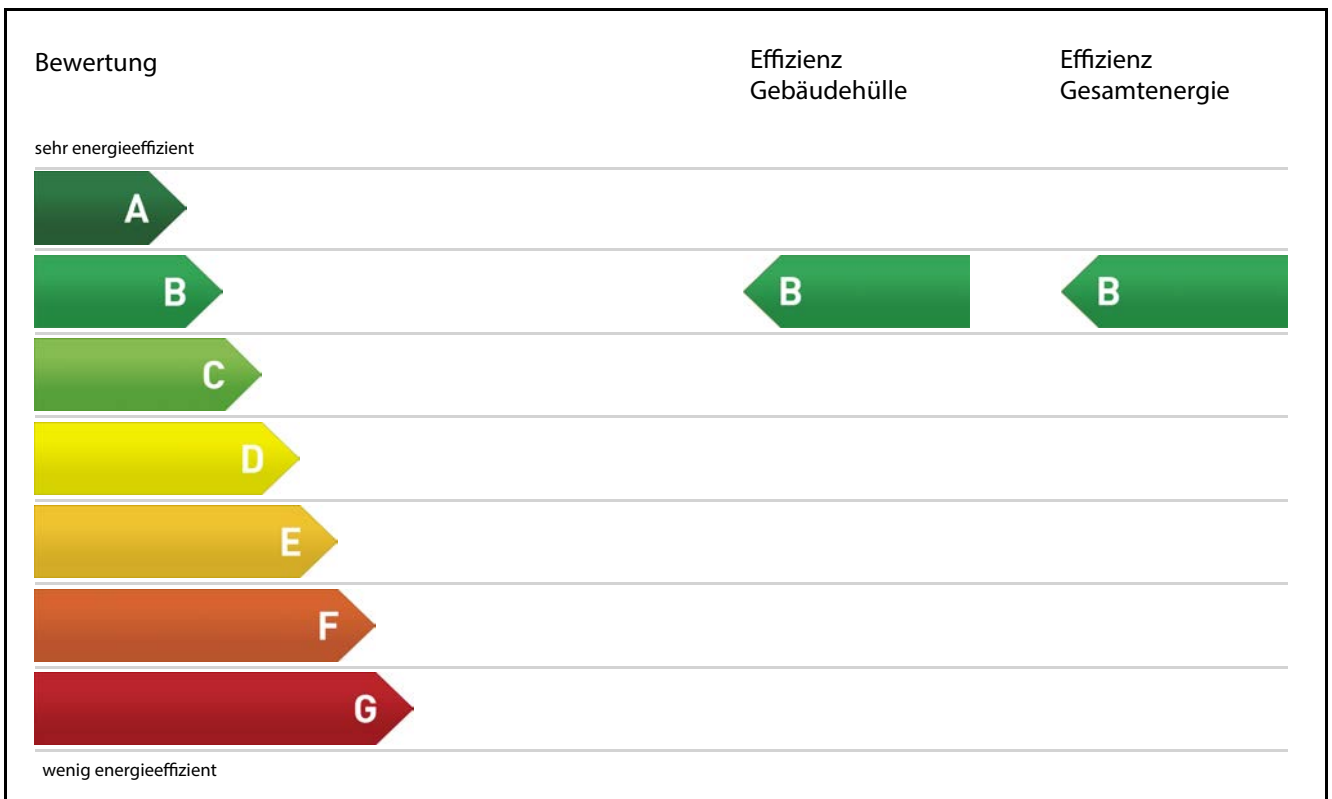 Bewertung
Effizienz
Gebäudehülle
Effizienz
Gesamtenergie
sehr energieeffizient
A
B
B
B
C
D
E
F
G
wenig energieeffizient